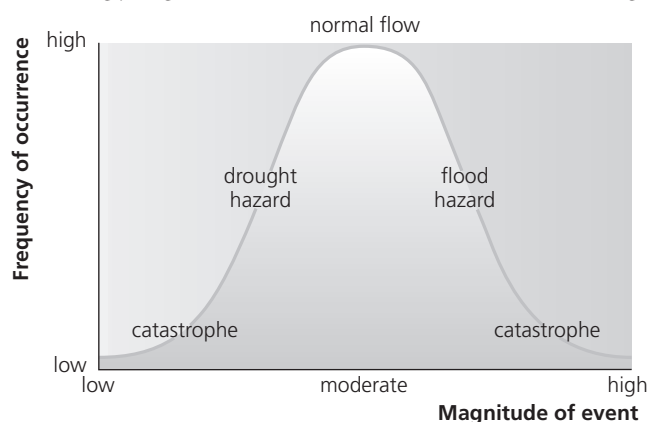 normal flow
high
Frequency of occurrence
drought
hazard
flood
hazard
catastrophe
catastrophe
low
low
moderate
high
Magnitude of event